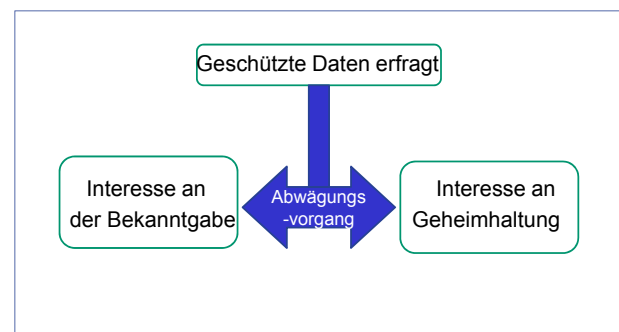 Geschützte Daten erfragt
Interesse an
der Bekanntgabe
Abwägungs
-vorgang
Interesse an
Geheimhaltung